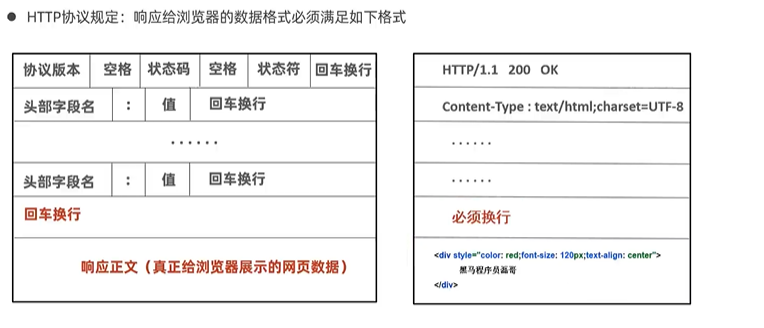 ● HTTP协议规定：响应给浏览器的数据格式必须满足如下格式
协议版本 空格 状态码 空格 状态符 回车换行
头部字段名 : 值 回车换行
······
头部字段名 : 值 回车换行
回车换行
响应正文（真正给浏览器展示的网页数据）
HTTP/1.1 200 OK
Content-Type : text/html;charset=UTF-8
······
······
必须换行
<div style="color: red;font-size: 120px;text-align: center">
黑马程序员磊哥
</div>